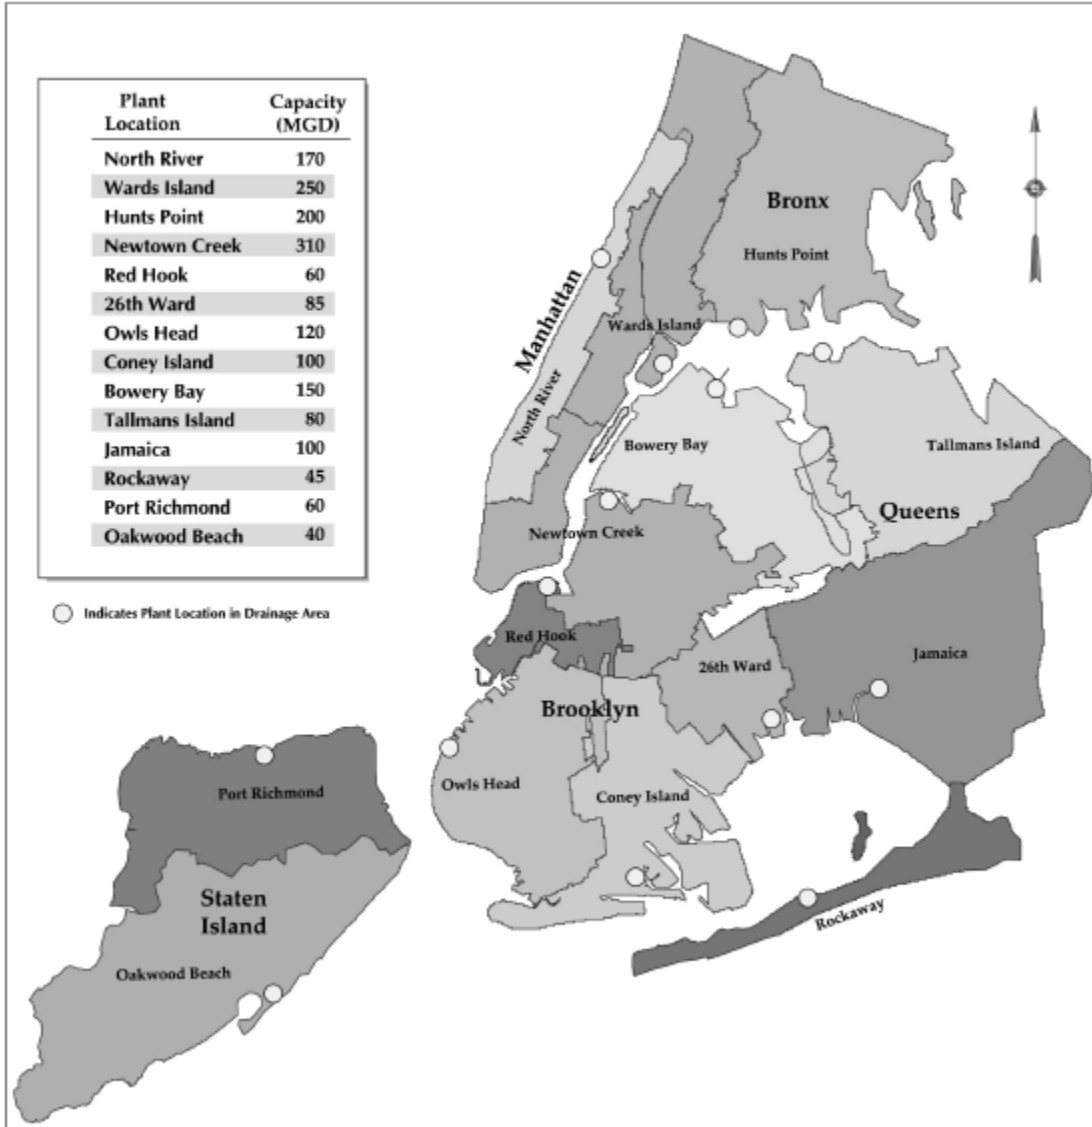 Plant Location
Capacity (MGD)
North River 170
Wards Island 250
Hunts Point 200
Newtown Creek 310
Red Hook 60
26th Ward 85
Owls Head 120
Coney Island 100
Bowery Bay 150
Tallmans Island 80
Jamaica 100
Rockaway 45
Port Richmond 60
Oakwood Beach 40
Indicates Plant Location in Drainage Area
Bronx
Hunts Point
Manhattan
Wards Island
North River
Bowery Bay
Tallmans Island
Queens
Newtown Creek
Red Hook
26th Ward
Jamaica
Brooklyn
Owls Head
Coney Island
Port Richmond
Staten
Island
Rockaway
Oakwood Beach